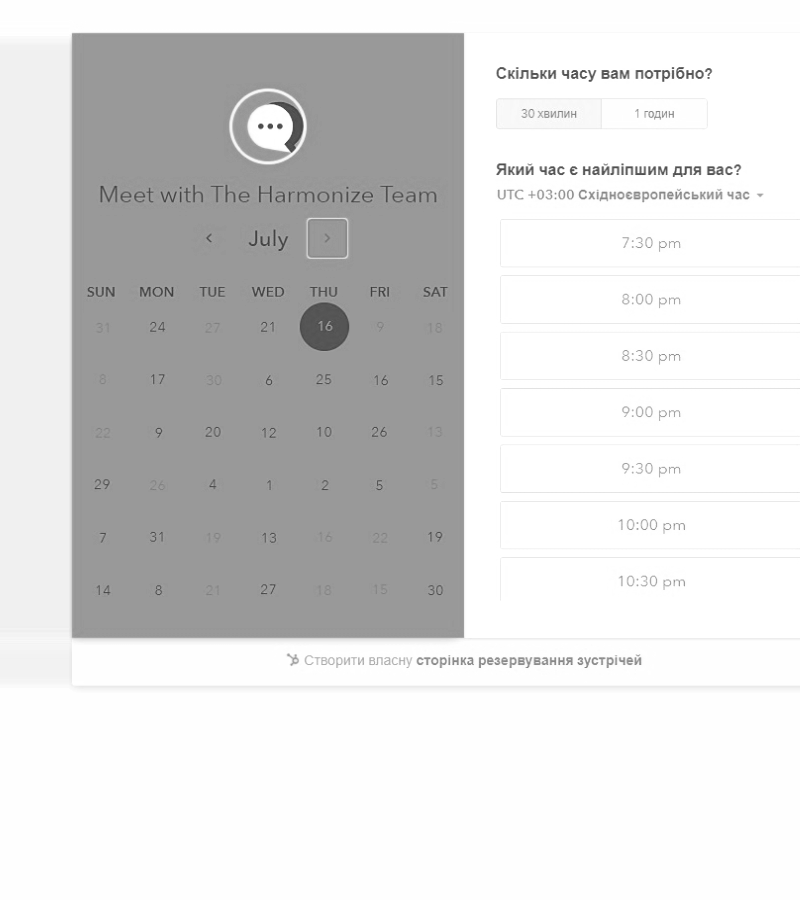 Meet with The Harmonize Team
July
SUN MON TUE WED THU FRI SAT
31 24 27 21 16 9 18
8 17 30 6 25 16 15
22 9 20 12 10 26 13
29 26 4 1 2 5 5
7 31 19 13 16 22 19
14 8 21 27 18 15 30
Скільки часу вам потрібно?
30 хвилин 1 годин
Який час є найліпшим для вас?
UTC +03:00 Східноєвропейський час
7:30 pm
8:00 pm
8:30 pm
9:00 pm
9:30 pm
10:00 pm
10:30 pm
Створити власну сторінка резервування зустрічей